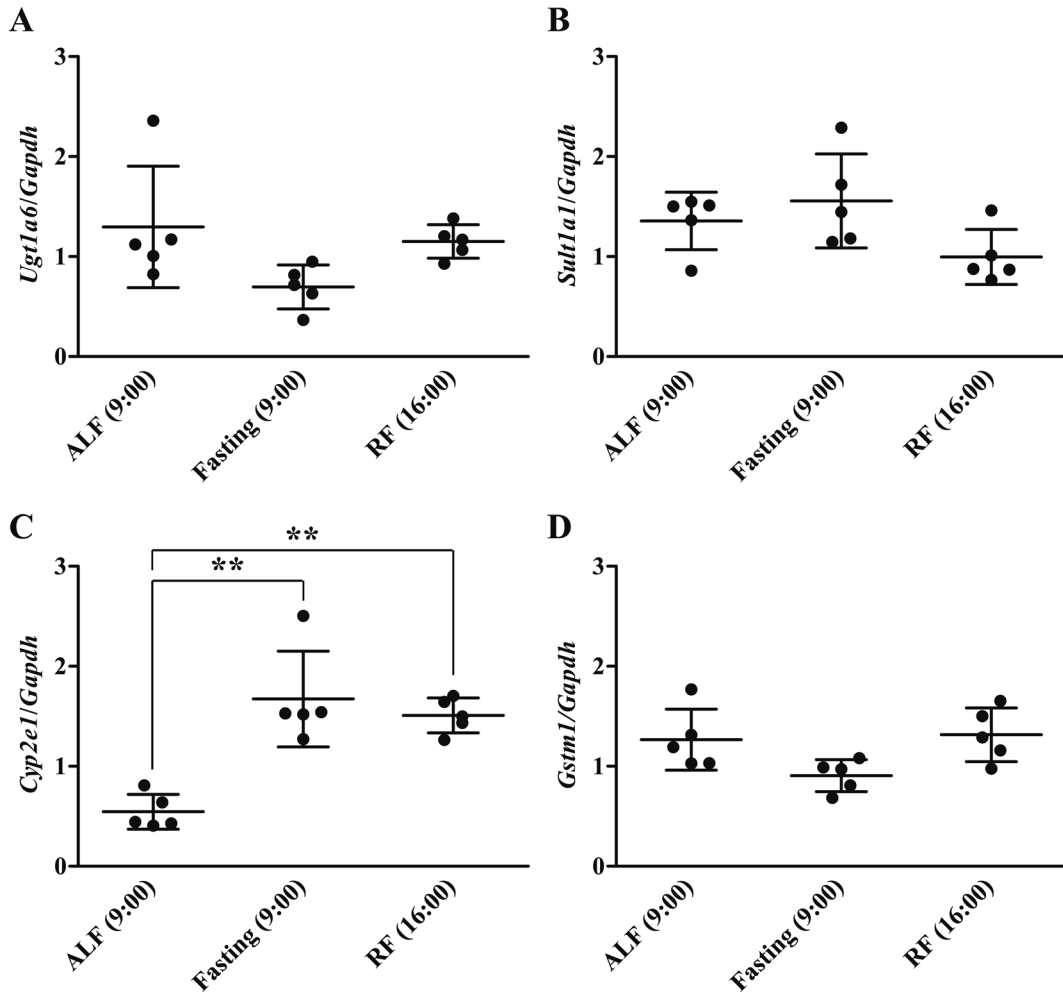 A
Ugt1a6/Gapdh
3
2
1
0
ALF (9:00)
Fasting (9:00)
RF (16:00)
B
Sult1a1/Gapdh
3
2
1
0
ALF (9:00)
Fasting (9:00)
RF (16:00)
C
Cyp2e1/Gapdh
3
2
1
0
**
**
ALF (9:00)
Fasting (9:00)
RF (16:00)
D
Gstm1/Gapdh
3
2
1
0
ALF (9:00)
Fasting (9:00)
RF (16:00)